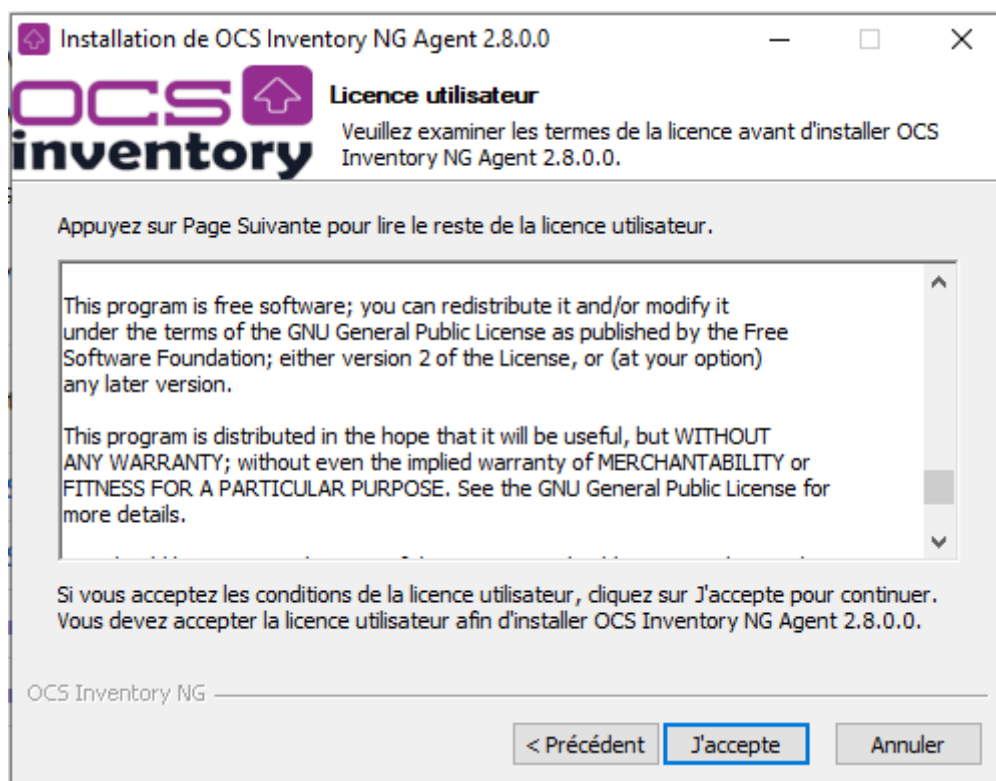 Installation de OCS Inventory NG Agent 2.8.0.0
OCS
inventory
Licence utilisateur
Veuillez examiner les termes de la licence avant d'installer OCS
Inventory NG Agent 2.8.0.0.
Appuyez sur Page Suivante pour lire le reste de la licence utilisateur.
This program is free software; you can redistribute it and/or modify it
under the terms of the GNU General Public License as published by the Free
Software Foundation; either version 2 of the License, or (at your option)
any later version.
This program is distributed in the hope that it will be useful, but WITHOUT
ANY WARRANTY; without even the implied warranty of MERCHANTABILITY or
FITNESS FOR A PARTICULAR PURPOSE. See the GNU General Public License for
more details.
Si vous acceptez les conditions de la licence utilisateur, cliquez sur J'accepte pour continuer.
Vous devez accepter la licence utilisateur afin d'installer OCS Inventory NG Agent 2.8.0.0.
OCS Inventory NG
< Précédent
J'accepte
Annuler